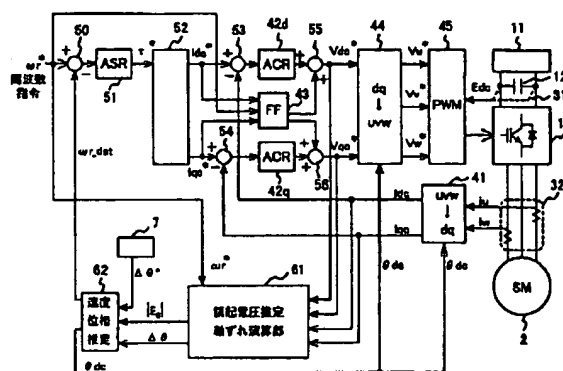 ωr*
周波数
指令
50
ASR
51
τ*
52
Idc*
Iqc*
53
42d
ACR
55
FF
43
54
ACR
42q
56
Vdc*
Vqc*
44
dq
↓
uvw
Vu*
Vv*
Vw*
45
PWM
11
12
Edc
31
1
41
uvw
↓
dq
Idc
Iqc
Iu
Iw
32
SM
2
θdc
θdc
ωr_dst
7
Δθ*
62
速度
位相
推定
|Ec|
Δθ
ωr*
61
誘起電圧推定
軸ずれ演算部
θdc